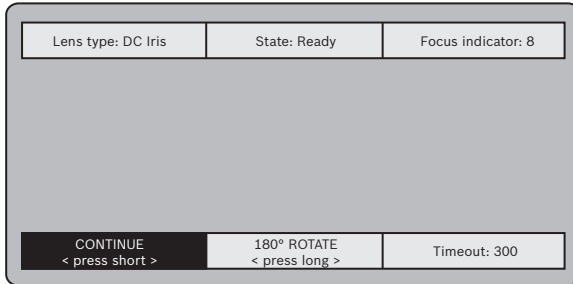 Lens type: DC Iris
State: Ready
Focus indicator: 8
CONTINUE
< press short >
180° ROTATE
< press long >
Timeout: 300